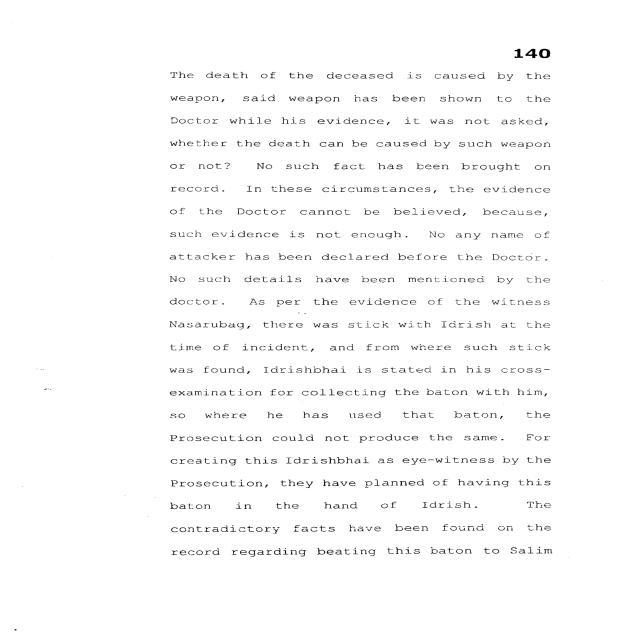 140
The death of the deceased is caused by the
weapon, said weapon has been shown to the
Doctor while his evidence, it was not asked,
whether the death can be caused by such weapon
or not? No such fact has been brought on
record. In these circumstances, the evidence
of the Doctor cannot be believed, because,
such evidence is not enough. No any name of
attacker has been declared before the Doctor.
No such details have been mentioned by the
doctor. As per the evidence of the witness
Nasarubag, there was stick with Idrish at the
time of incident, and from where such stick
was found, Idrishbhai is stated in his cross-
examination for collecting the baton with him,
so where he has used that baton, the
Prosecution could not produce the same. For
creating this Idrishbhai as eye-witness by the
Prosecution, they have planned of having this
baton in the hand of Idrish. The
contradictory facts have been found on the
record regarding beating this baton to Salim